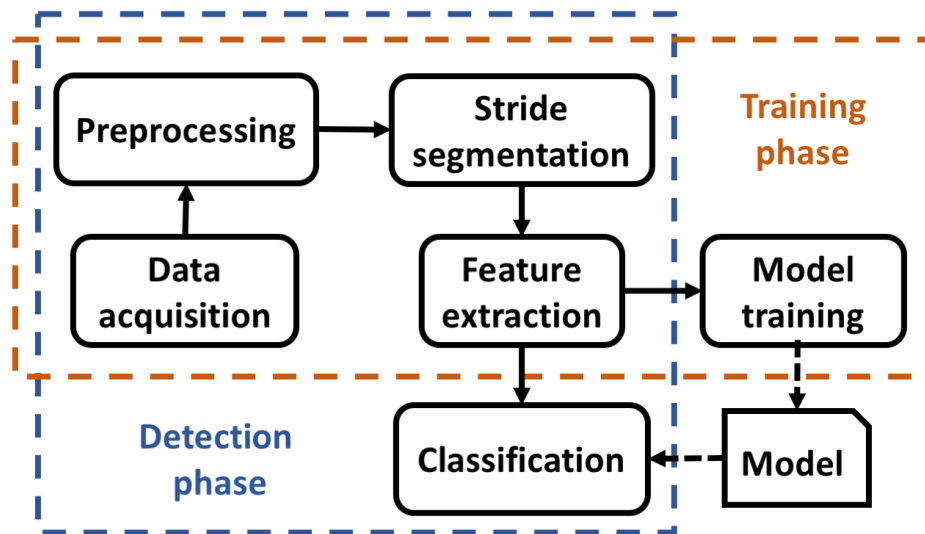 Preprocessing
Stride
segmentation
Training
phase
Data
acquisition
Feature
extraction
Model
training
Detection
phase
Classification
Model